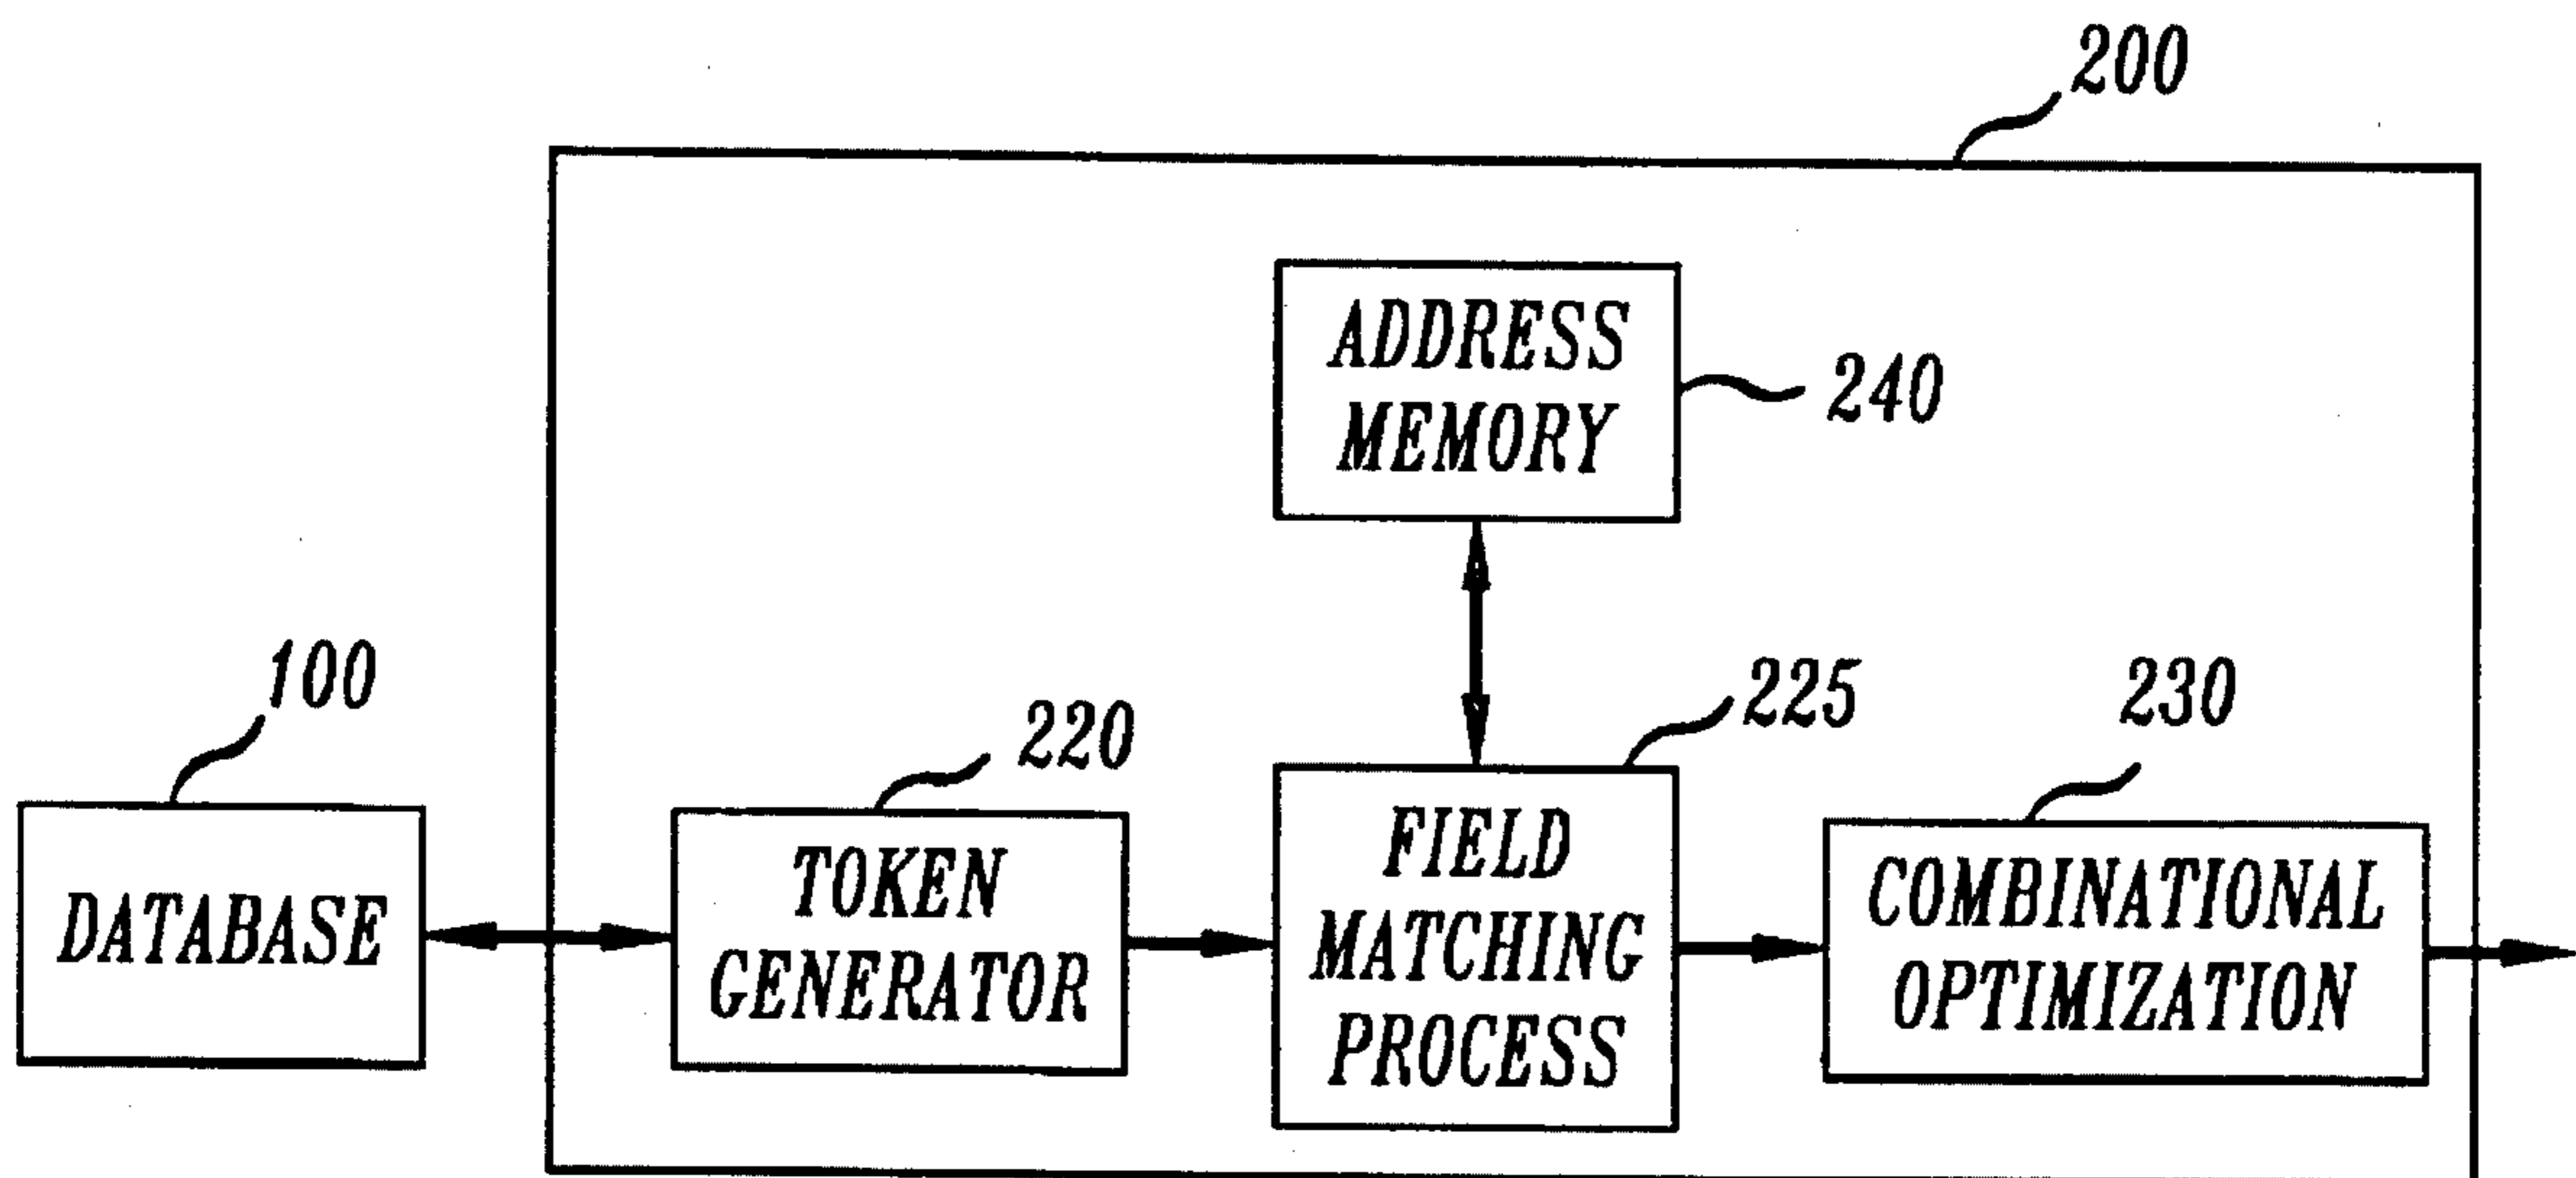 200
ADDRESS
MEMORY
240
100
220
225
230
DATABASE
TOKEN
GENERATOR
FIELD
MATCHING
PROCESS
COMBINATIONAL
OPTIMIZATION